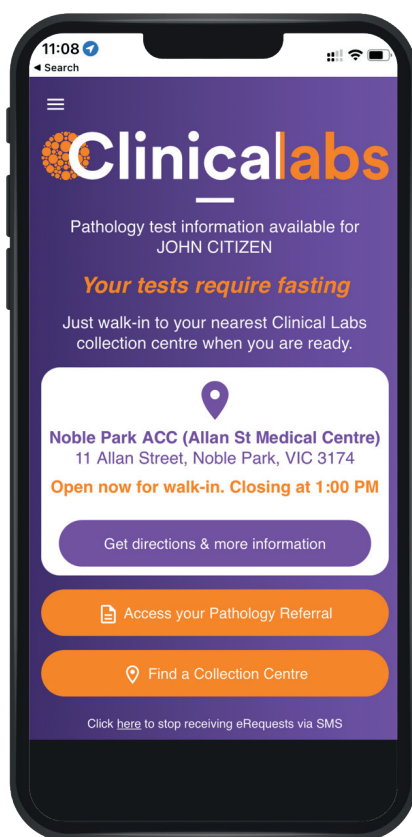 11:08
Search
Clinicalabs
Pathology test information available for
JOHN CITIZEN
Your tests require fasting
Just walk-in to your nearest Clinical Labs
collection centre when you are ready.
Noble Park ACC (Allan St Medical Centre)
11 Allan Street, Noble Park, VIC 3174
Open now for walk-in. Closing at 1:00 PM
Get directions & more information
Access your Pathology Referral
Find a Collection Centre
Click here to stop receiving eRequests via SMS